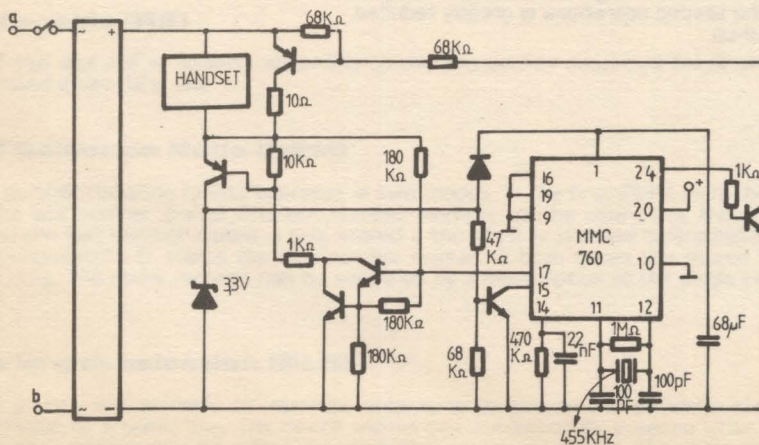 a
68KΩ
68KΩ
~
+
HANDSET
10Ω
10KΩ
180
KΩ
16
19
9
1
24
20
1KΩ
+
MMC
760
10
47
KΩ
1KΩ
17
15
14
11
12
3,3V
180KΩ
180KΩ
68
KΩ
470
KΩ
22
nF
1MΩ
68µF
100
PF
100pF
b
~
-
455KHz